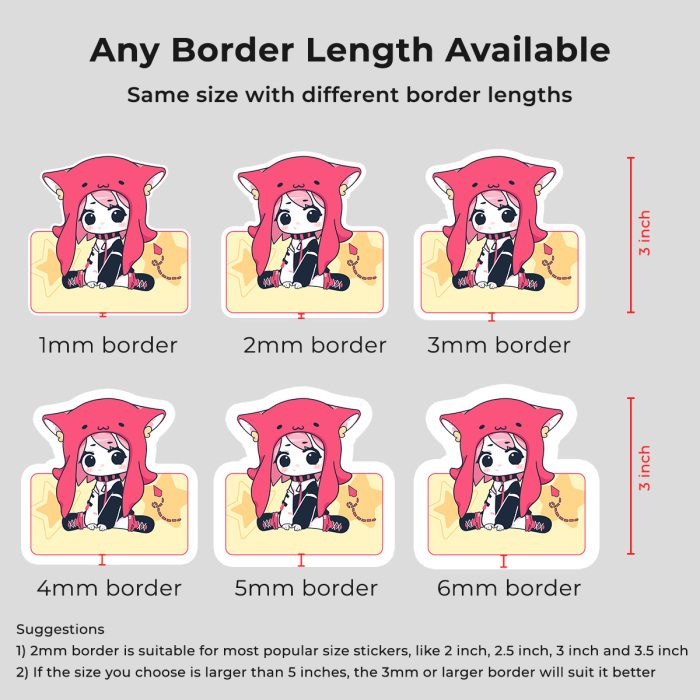 Any Border Length Available
Same size with different border lengths
3 inch
1mm border
2mm border
3mm border
3 inch
4mm border
5mm border
6mm border
Suggestions
1) 2mm border is suitable for most popular size stickers, like 2 inch, 2.5 inch, 3 inch and 3.5 inch
2) If the size you choose is larger than 5 inches, the 3mm or larger border will suit it better